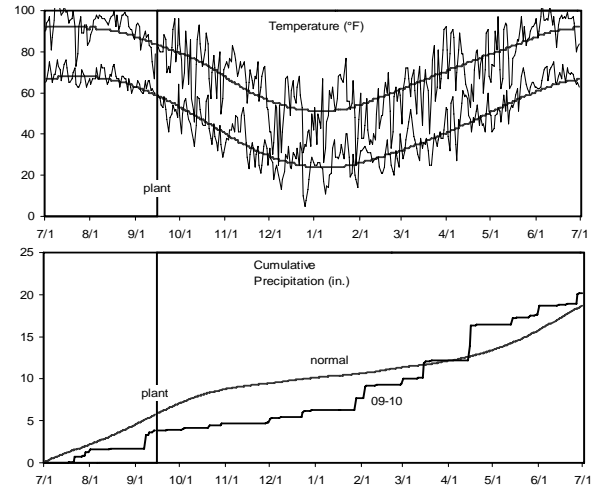 Temperature (°F)
100
80
60
40
20
0
plant
7/1 8/1 9/1 10/1 11/1 12/1 1/1 2/1 3/1 4/1 5/1 6/1 7/1
Cumulative
Precipitation (in.)
25
20
15
10
5
0
normal
plant
09-10
7/1 8/1 9/1 10/1 11/1 12/1 1/1 2/1 3/1 4/1 5/1 6/1 7/1